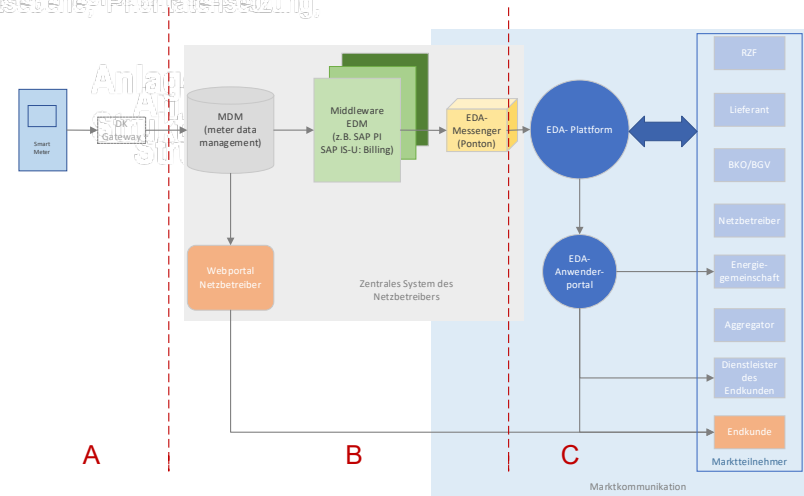 RZF
Anlag
MDM
(meter data
management)
Middleware
EDM
(z.B. SAP PI
SAP IS-U: Billing)
EDA-
Messenger
(Ponton)
EDA- Plattform
Lieferant
DK
Gateway
Smart
Meter
BKO/BGV
Netzbetreiber
Webportal
Netzbetreiber
Zentrales System des
Netzbetreibers
EDA-
Anwender-
portal
Energie-
gemeinschaft
Aggregator
Dienstleister
des
Endkunden
Endkunde
A
B
C
Marktteilnehmer
Marktkommunikation